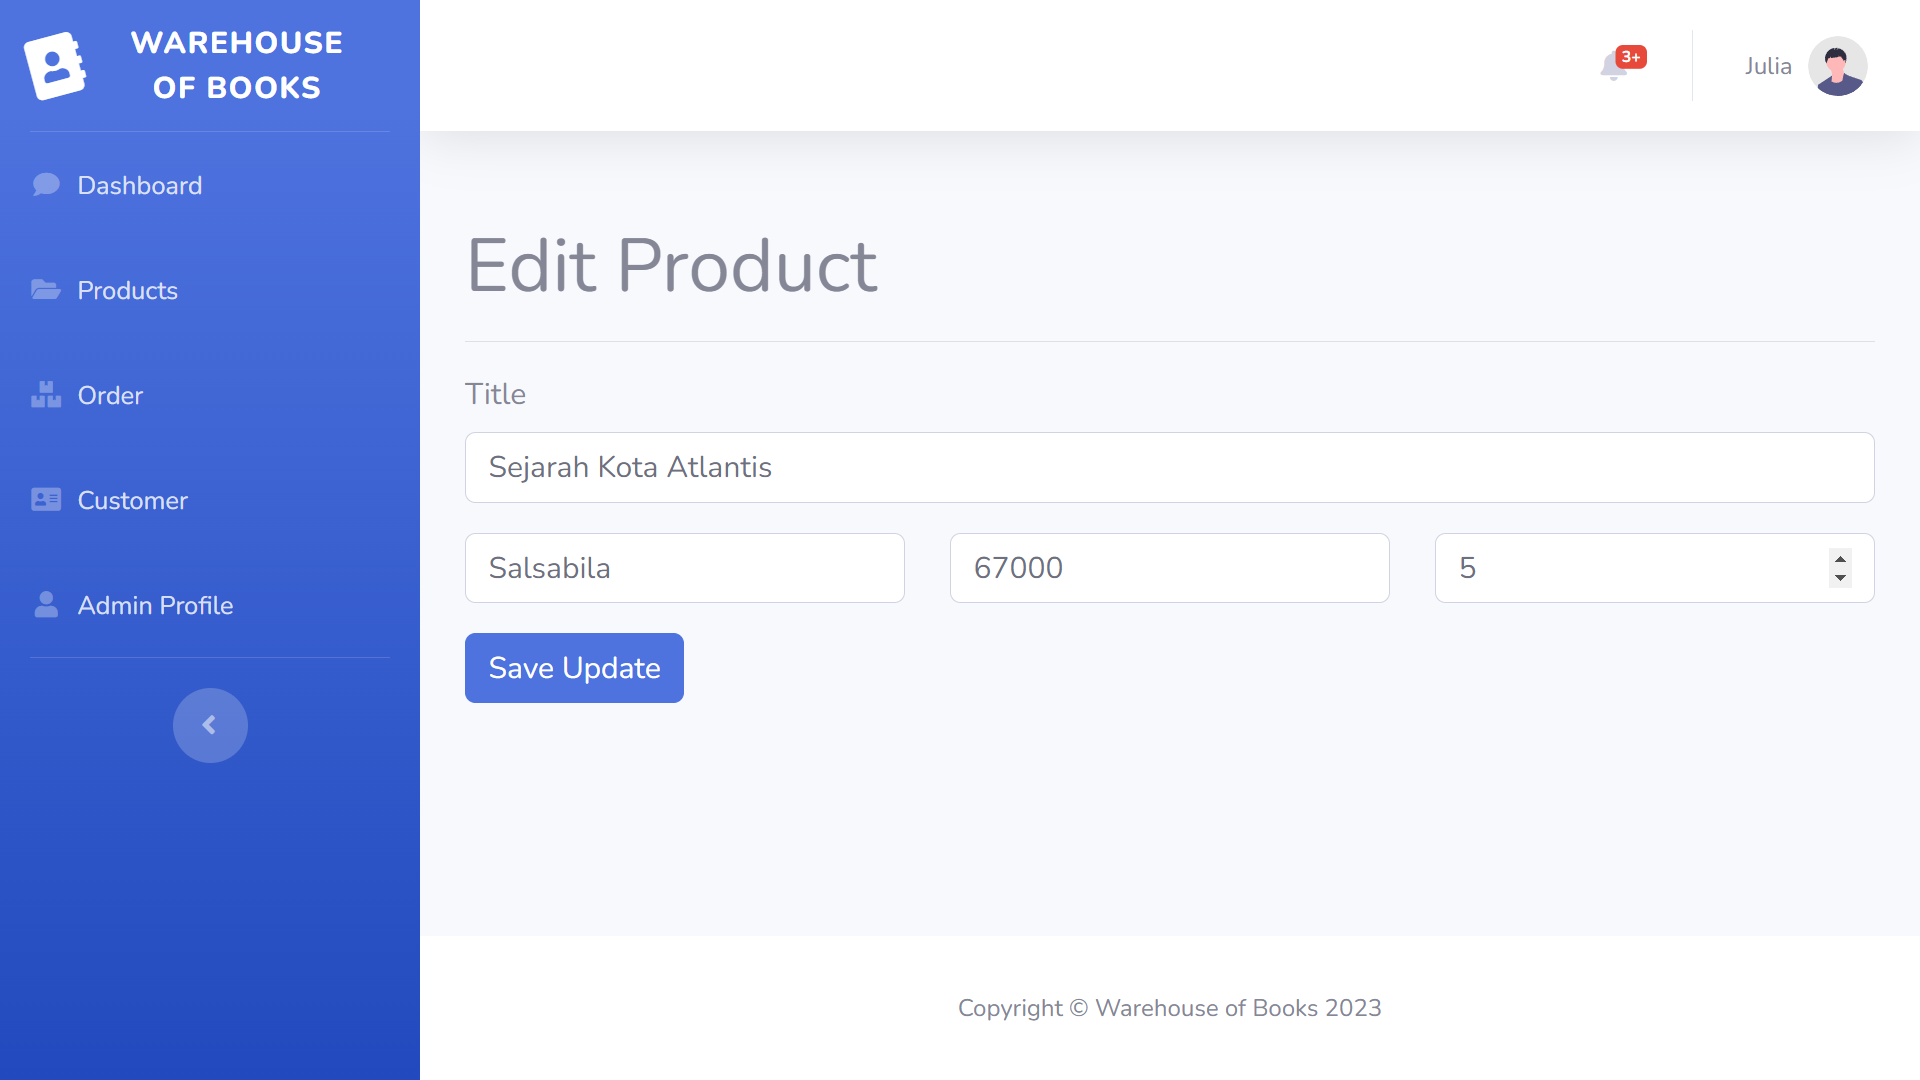 WAREHOUSE
OF BOOKS
3+
Julia
Dashboard
Products
Order
Customer
Admin Profile
Edit Product
Title
Sejarah Kota Atlantis
Salsabila
67000
5
Save Update
Copyright © Warehouse of Books 2023